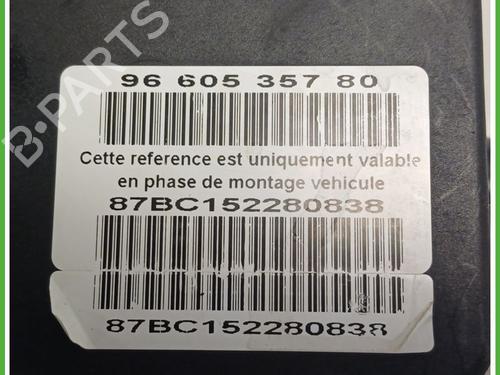 B-PARTS
96 605 357 80
Cette reference est uniquement valable
en phase de montage vehicule
87BC152280838
87BC152280838